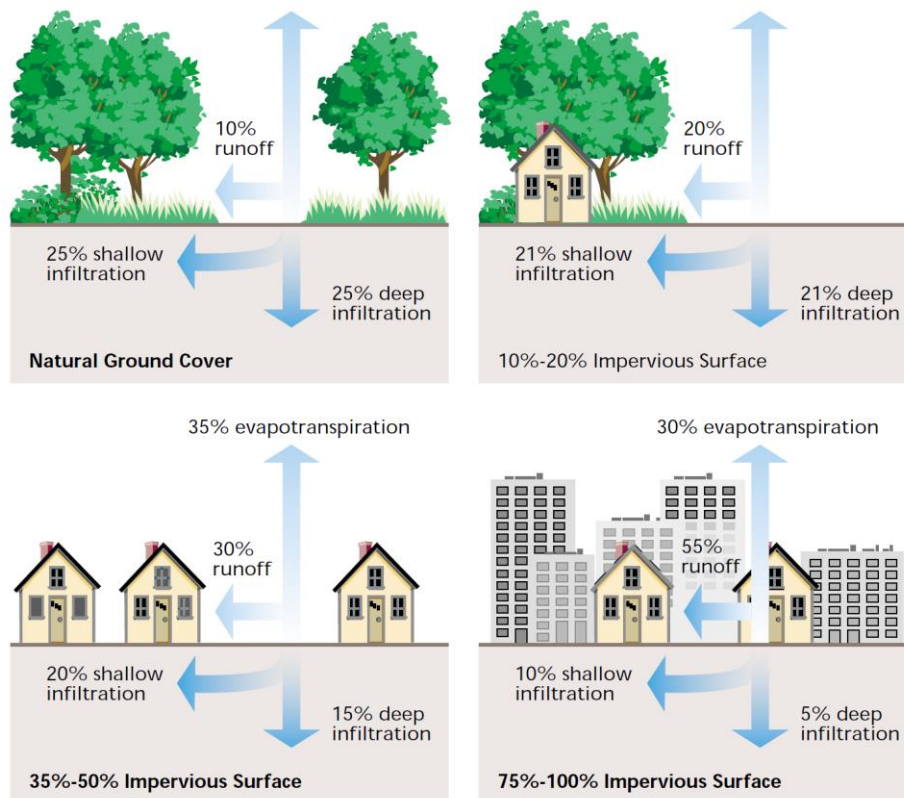 10%
runoff
25% shallow
infiltration
25% deep
infiltration
Natural Ground Cover
20%
runoff
21% shallow
infiltration
21% deep
infiltration
10%-20% Impervious Surface
35% evapotranspiration
30%
runoff
20% shallow
infiltration
15% deep
infiltration
35%-50% Impervious Surface
30% evapotranspiration
55%
runoff
10% shallow
infiltration
5% deep
infiltration
75%-100% Impervious Surface